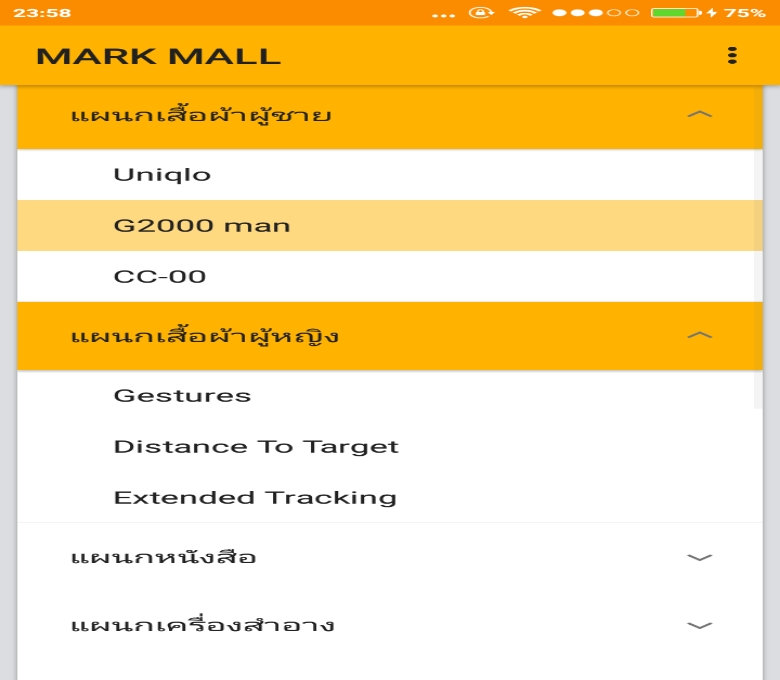 23:58 75%
MARK MALL
แผนกเสื้อผ้าผู้ชาย
Uniqlo
G2000 man
CC-00
แผนกเสื้อผ้าผู้หญิง
Gestures
Distance To Target
Extended Tracking
แผนกหนังสือ
แผนกเครื่องสำอาง